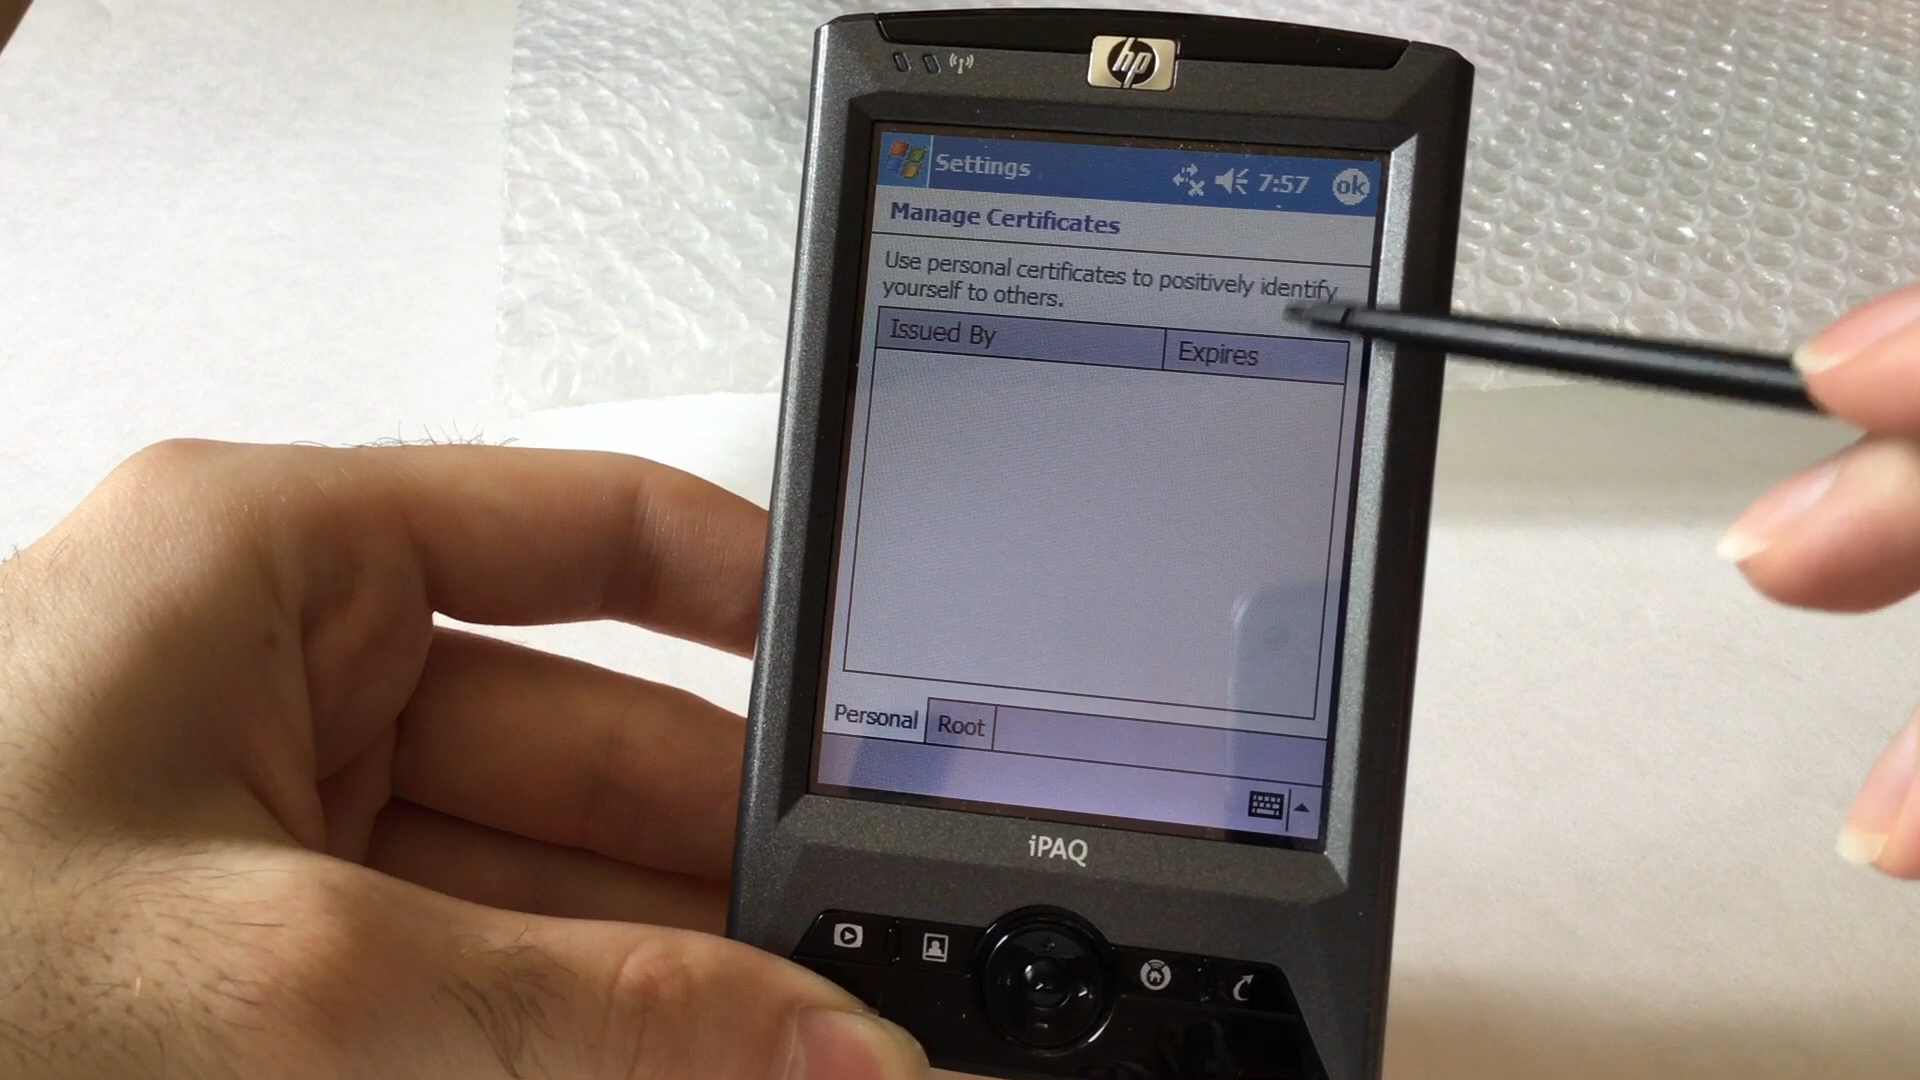 hp
Settings 7:57 ok
Manage Certificates
Use personal certificates to positively identify
yourself to others.
Issued By Expires
Personal Root
iPAQ